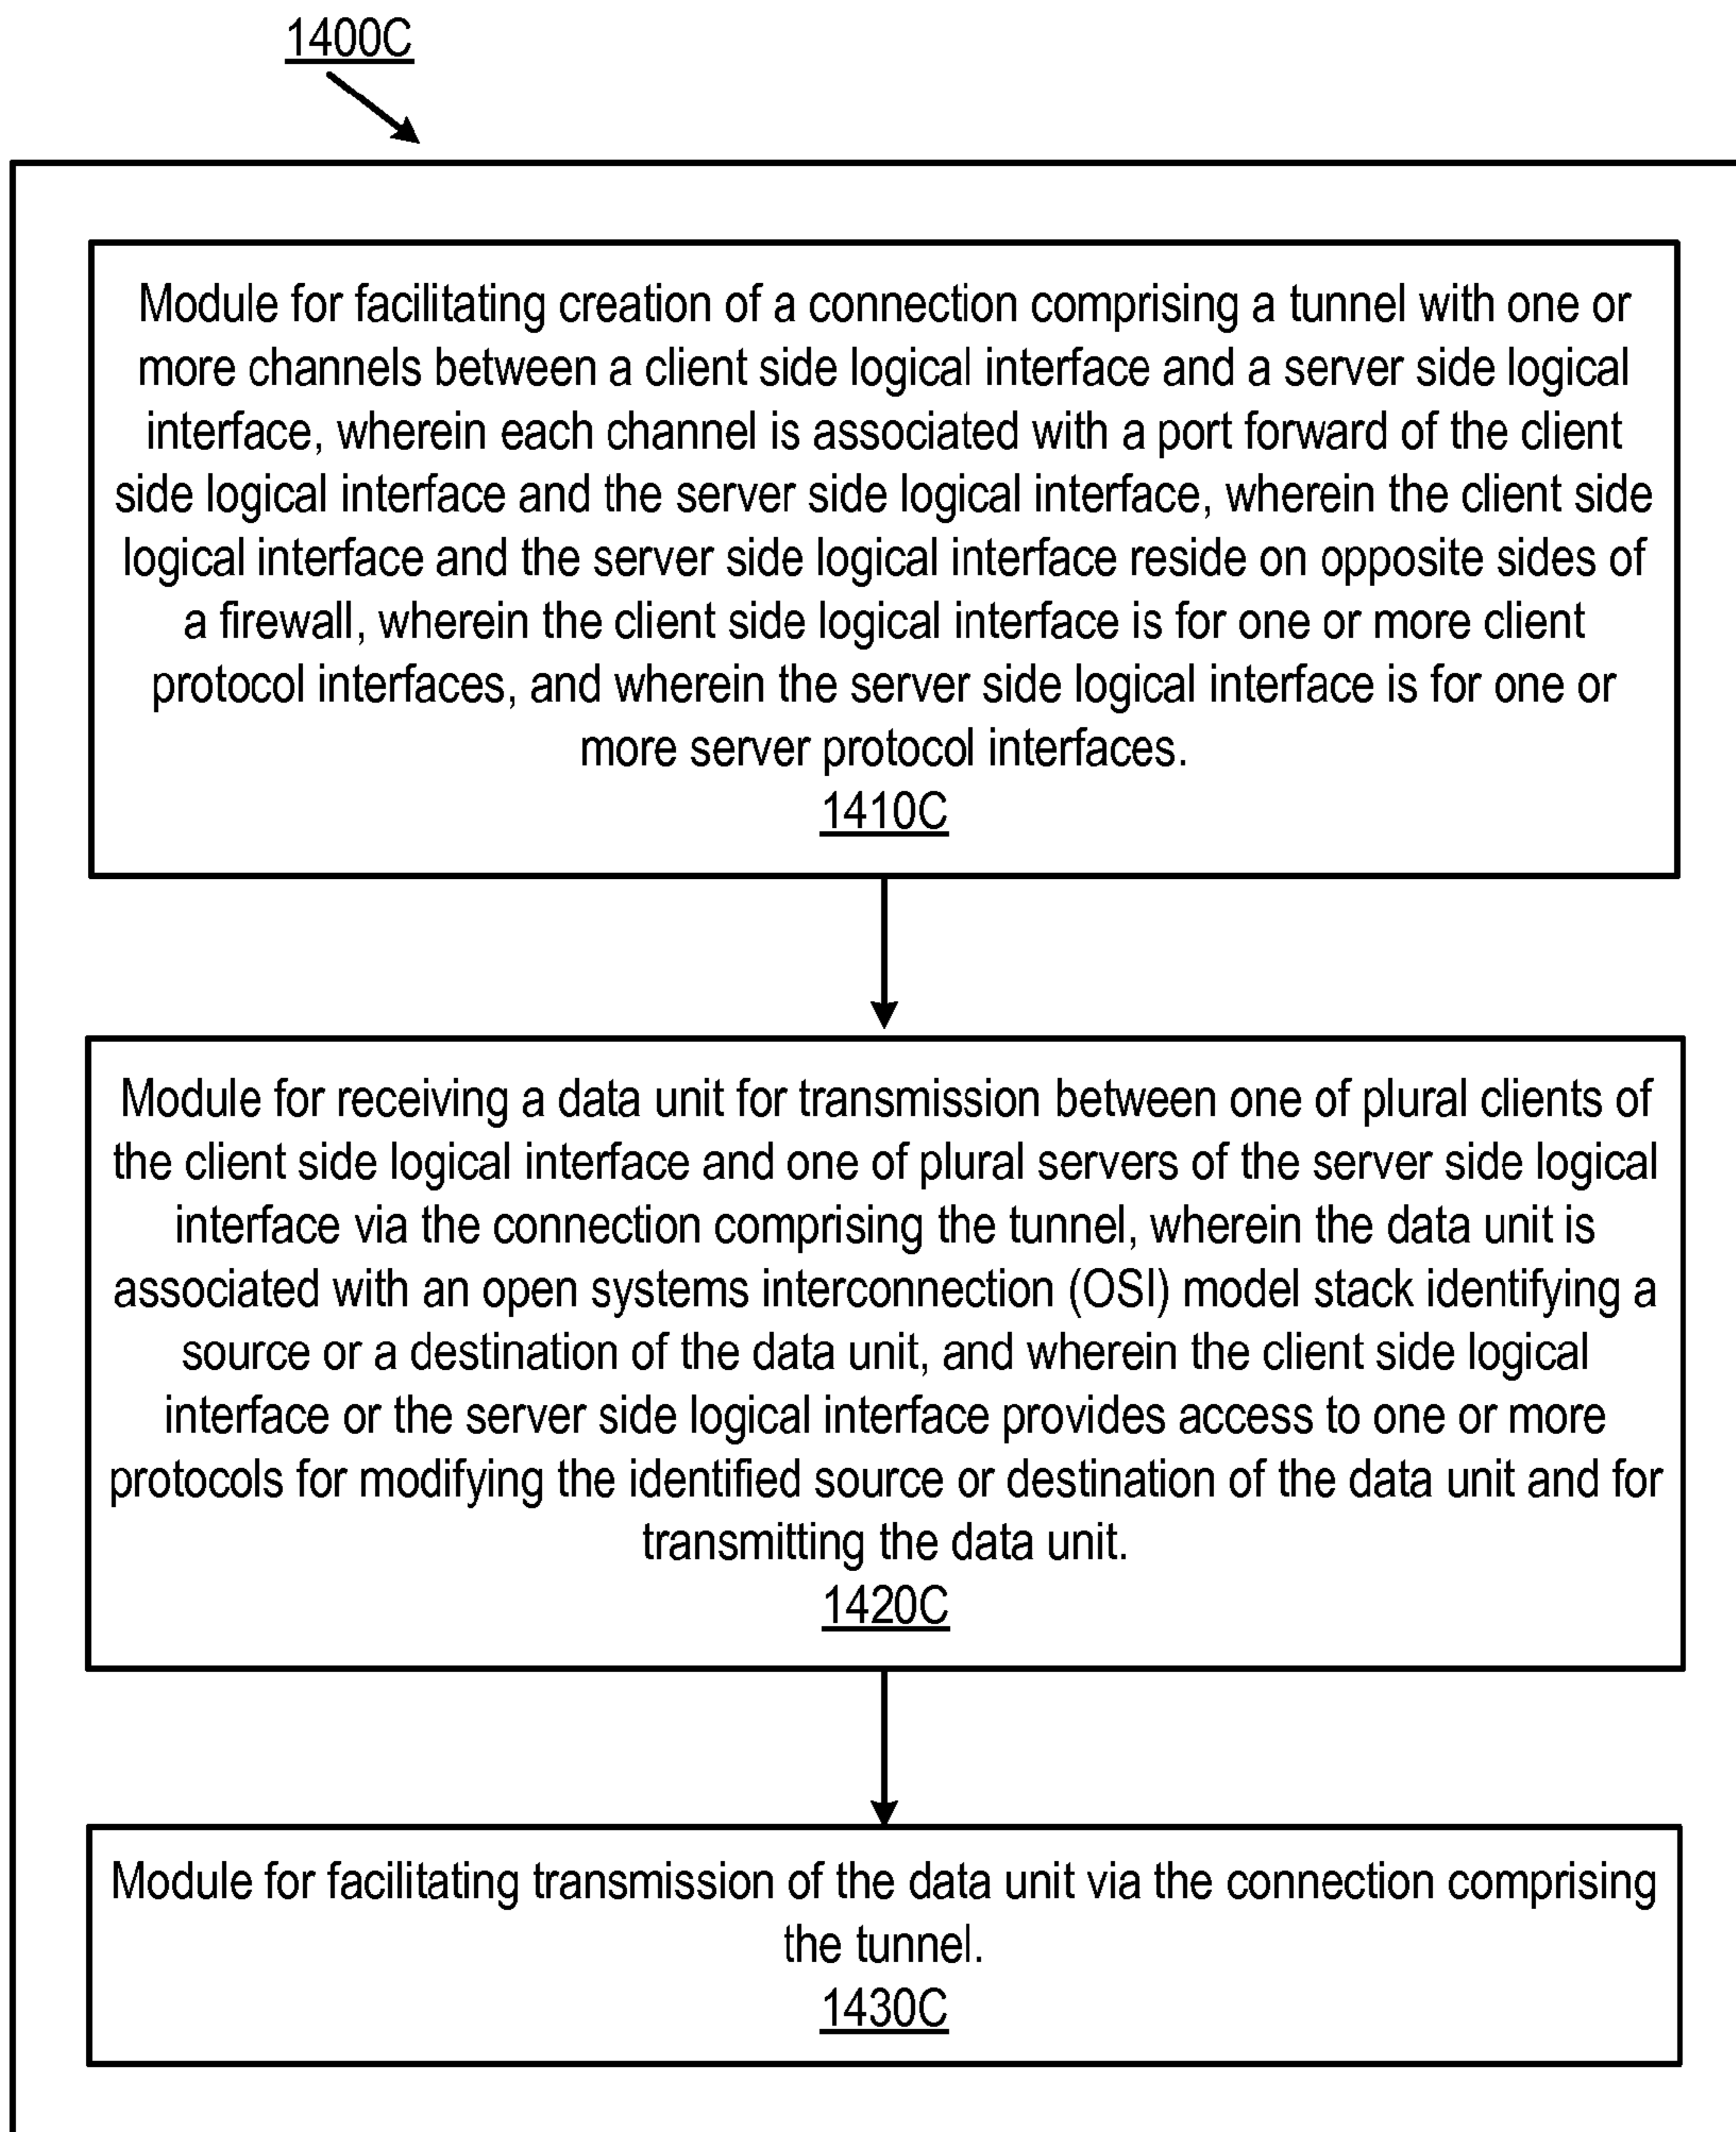 1400C
Module for facilitating creation of a connection comprising a tunnel with one or
more channels between a client side logical interface and a server side logical
interface, wherein each channel is associated with a port forward of the client
side logical interface and the server side logical interface, wherein the client side
logical interface and the server side logical interface reside on opposite sides of
a firewall, wherein the client side logical interface is for one or more client
protocol interfaces, and wherein the server side logical interface is for one or
more server protocol interfaces.
1410C
Module for receiving a data unit for transmission between one of plural clients of
the client side logical interface and one of plural servers of the server side logical
interface via the connection comprising the tunnel, wherein the data unit is
associated with an open systems interconnection (OSI) model stack identifying a
source or a destination of the data unit, and wherein the client side logical
interface or the server side logical interface provides access to one or more
protocols for modifying the identified source or destination of the data unit and for
transmitting the data unit.
1420C
Module for facilitating transmission of the data unit via the connection comprising
the tunnel.
1430C